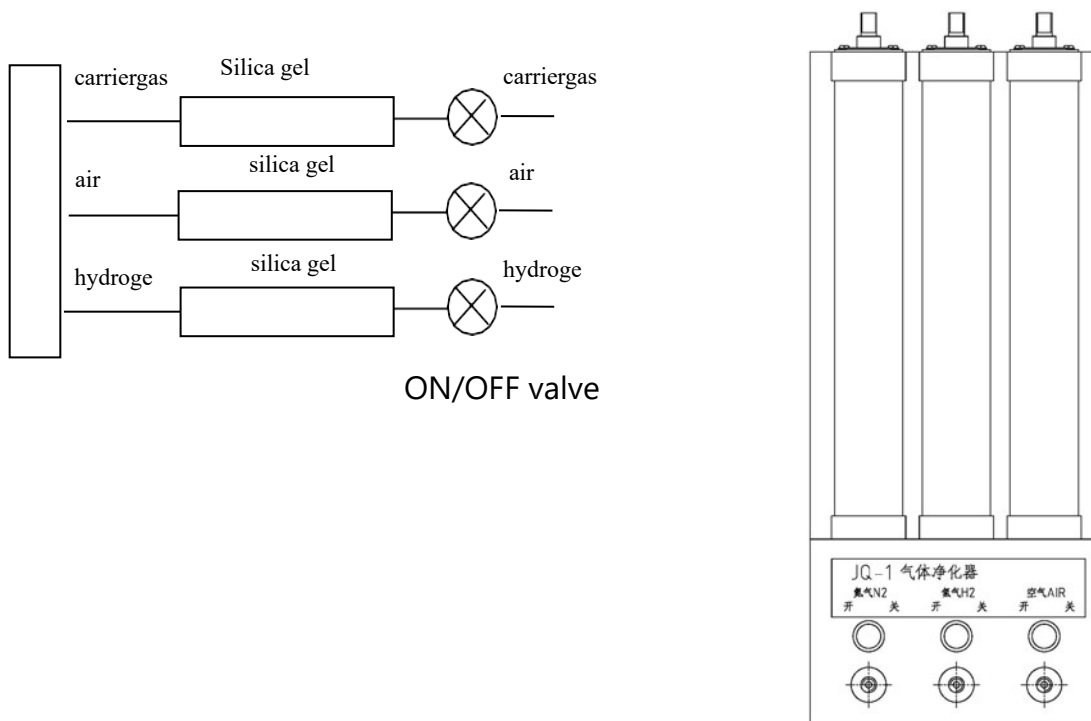 carriergas
Silica gel
carriergas
air
silica gel
air
hydroge
silica gel
hydroge
ON/OFF valve
JQ-1 气体净化器
氮气N2 氢气H2 空气AIR
开 关 开 关 开 关